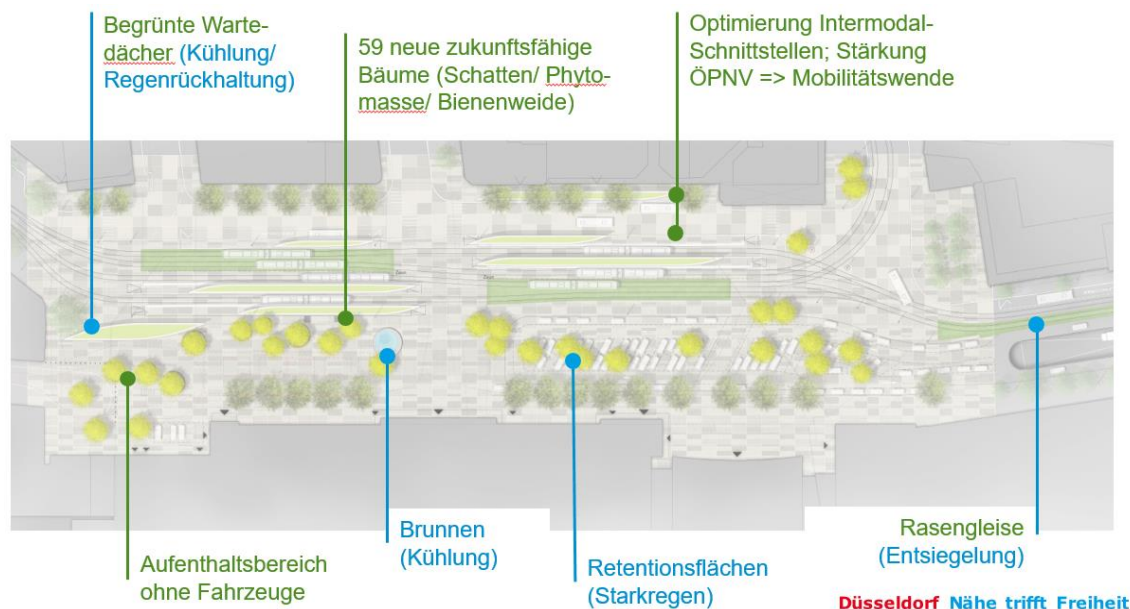 Begrünte Warte-
dächer (Kühlung/
Regenrückhaltung)
59 neue zukunftsfähige
Bäume (Schatten/ Phyto-
masse/ Bienenweide)
Optimierung Intermodal-
Schnittstellen; Stärkung
ÖPNV => Mobilitätswende
Aufenthaltsbereich
ohne Fahrzeuge
Brunnen
(Kühlung)
Retentionsflächen
(Starkregen)
Rasengleise
(Entsiegelung)
Düsseldorf Nähe trifft Freiheit